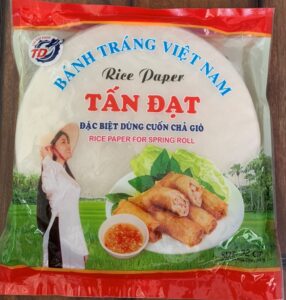 TD
BÁNH TRÁNG VIỆT NAM
Rice Paper
TẤN ĐẠT
ĐẶC BIỆT DÙNG CUỐN CHẢ GIÒ
RICE PAPER FOR SPRING ROLL